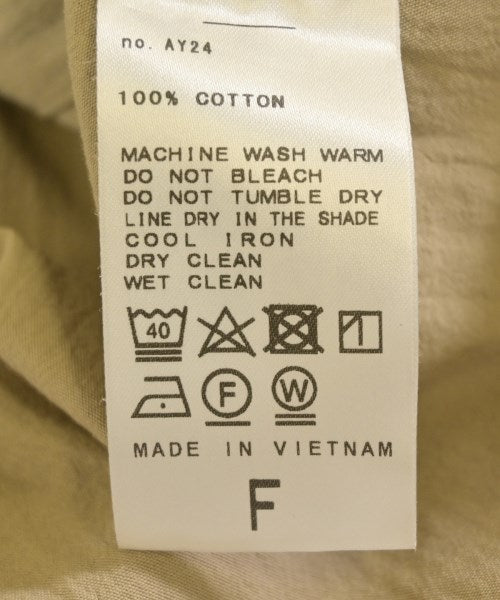 no. AY24
100% COTTON
MACHINE WASH WARM
DO NOT BLEACH
DO NOT TUMBLE DRY
LINE DRY IN THE SHADE
COOL IRON
DRY CLEAN
WET CLEAN
40
F W
MADE IN VIETNAM
F